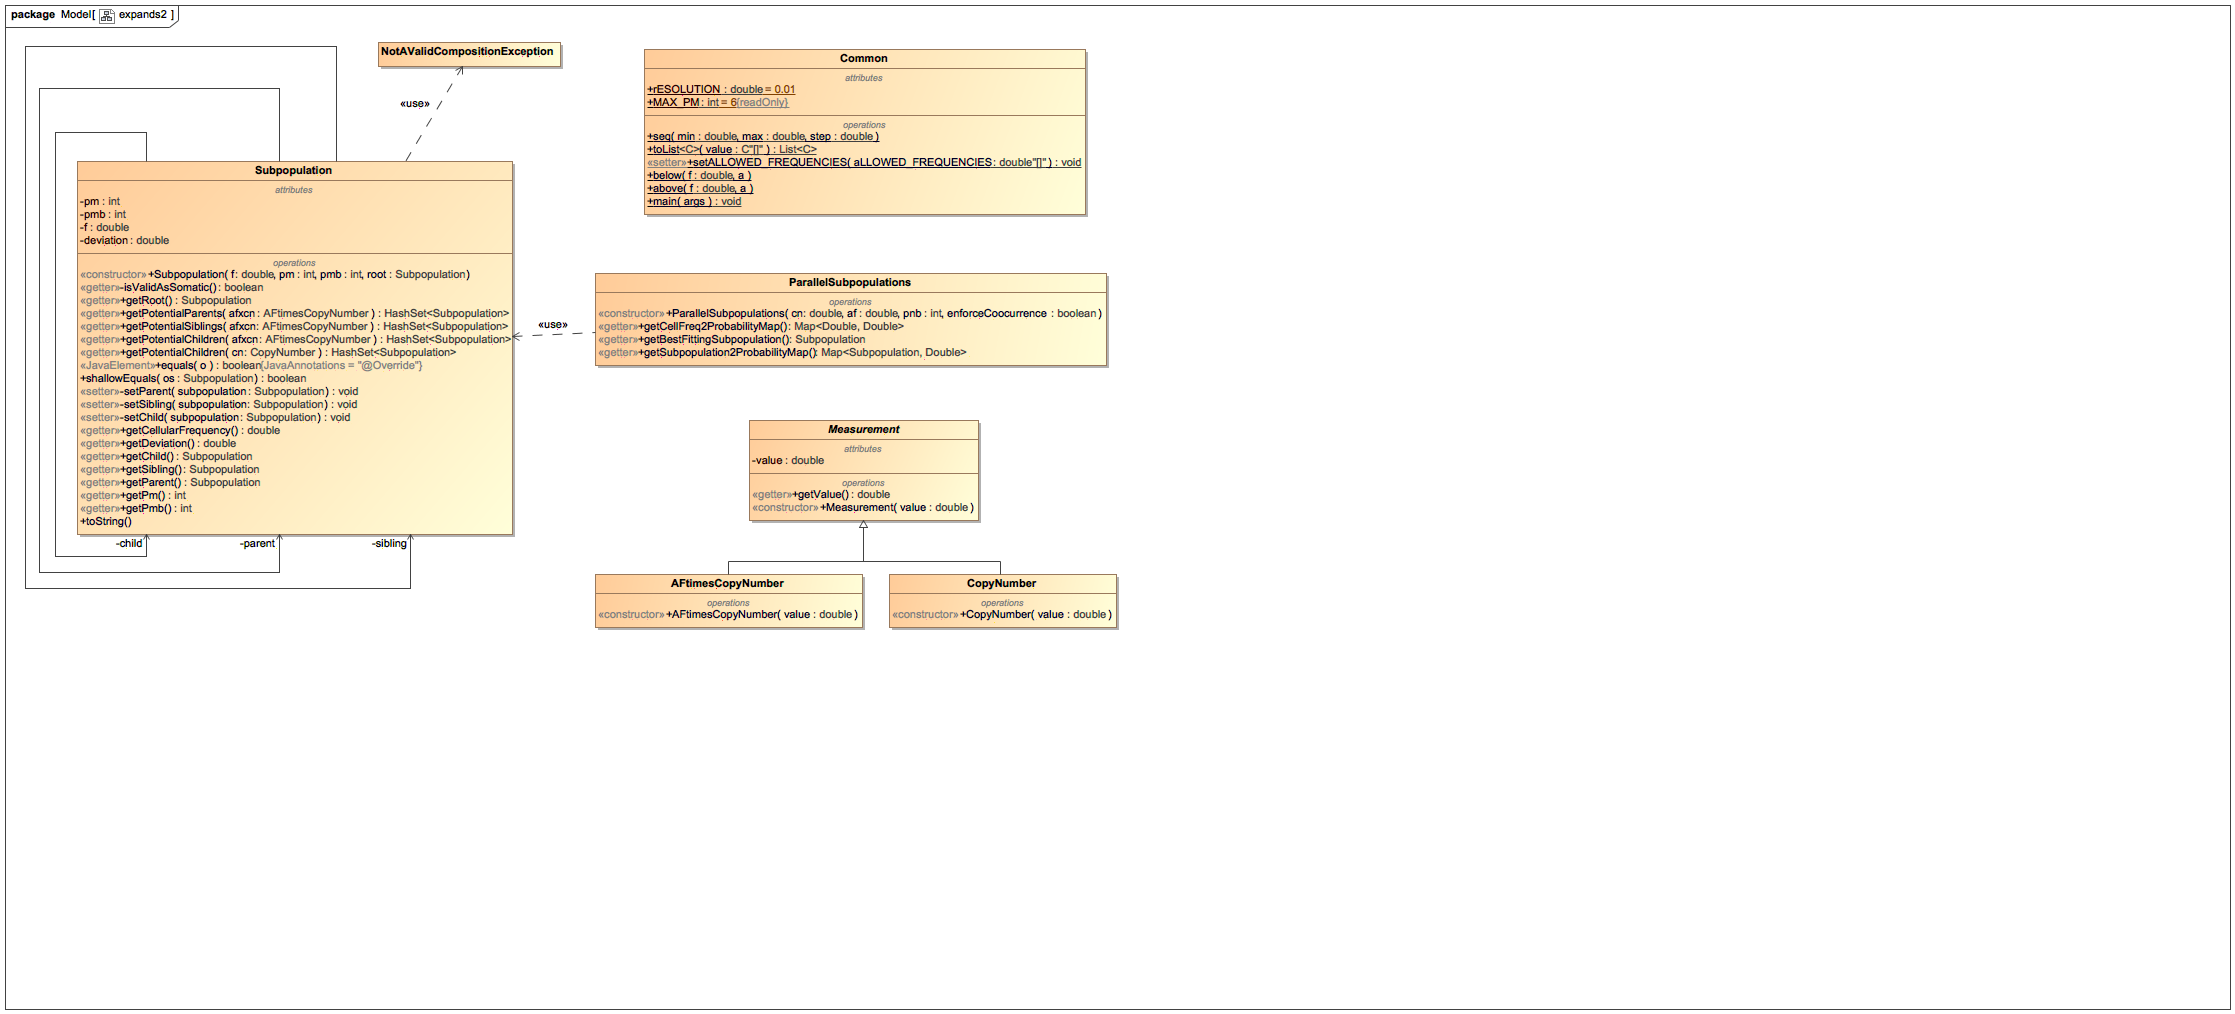 package Model[ expands2 ]
NotAValidCompositionException
«use»
Common
attributes
+rESOLUTION : double = 0.01
+MAX_PM : int = 6{readOnly}
operations
+seq( min : double, max : double, step : double )
+toList<C>( value : C"[]" ) : List<C>
«setter»+setALLOWED_FREQUENCIES( aLLOWED_FREQUENCIES : double"[]" ) : void
+below( f : double, a )
+above( f : double, a )
+main( args ) : void
Subpopulation
attributes
-pm : int
-pmb : int
-f : double
-deviation : double
operations
«constructor»+Subpopulation( f : double, pm : int, pmb : int, root : Subpopulation )
«getter»-isValidAsSomatic() : boolean
«getter»+getRoot() : Subpopulation
«getter»+getPotentialParents( afxcn : AFtimesCopyNumber ) : HashSet<Subpopulation>
«getter»+getPotentialSiblings( afxcn : AFtimesCopyNumber ) : HashSet<Subpopulation>
«getter»+getPotentialChildren( afxcn : AFtimesCopyNumber ) : HashSet<Subpopulation>
«getter»+getPotentialChildren( cn : CopyNumber ) : HashSet<Subpopulation>
«JavaElement»+equals( o ) : boolean{JavaAnnotations = "@Override"}
+shallowEquals( os : Subpopulation ) : boolean
«setter»-setParent( subpopulation : Subpopulation ) : void
«setter»-setSibling( subpopulation : Subpopulation ) : void
«setter»-setChild( subpopulation : Subpopulation ) : void
«getter»+getCellularFrequency() : double
«getter»+getDeviation() : double
«getter»+getChild() : Subpopulation
«getter»+getSibling() : Subpopulation
«getter»+getParent() : Subpopulation
«getter»+getPm() : int
«getter»+getPmb() : int
+toString()
-child
-parent
-sibling
«use»
ParallelSubpopulations
operations
«constructor»+ParallelSubpopulations( cn : double, af : double, pnb : int, enforceCoocurrence : boolean )
«getter»+getCellFreq2ProbabilityMap() : Map<Double, Double>
«getter»+getBestFittingSubpopulation() : Subpopulation
«getter»+getSubpopulation2ProbabilityMap() : Map<Subpopulation, Double>
Measurement
attributes
-value : double
operations
«getter»+getValue() : double
«constructor»+Measurement( value : double )
AFtimesCopyNumber
operations
«constructor»+AFtimesCopyNumber( value : double )
CopyNumber
operations
«constructor»+CopyNumber( value : double )